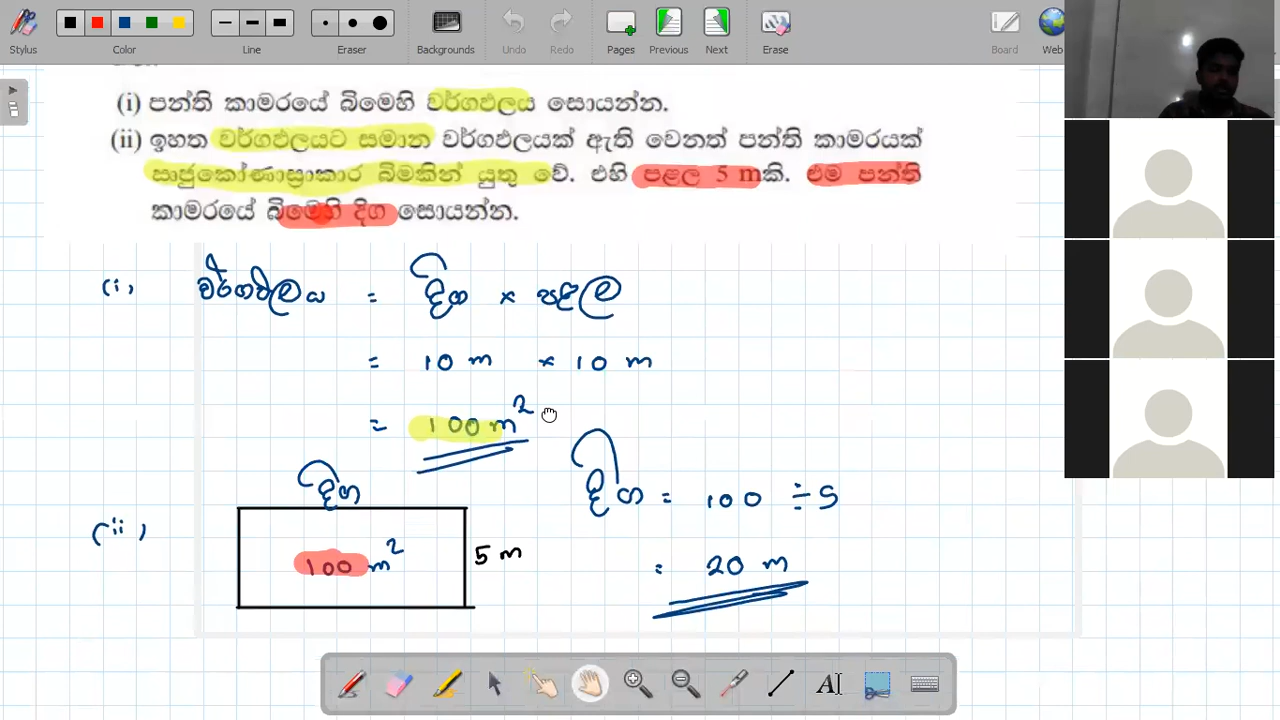 Stylus Color Line Eraser Backgrounds Undo Redo Pages Previous Next Erase Board Web
(i) පන්ති කාමරයේ බිමෙහි වර්ගඵලය සොයන්න.
(ii) ඉහත වර්ගඵලයට සමාන වර්ගඵලයක් ඇති වෙනත් පන්ති කාමරයක්
සෘජුකෝණාස්‍රාකාර බිමකින් යුතු වේ. එහි පළල 5 mකි. එම පන්ති
කාමරයේ බිමෙහි දිග සොයන්න.
(i) වර්ගඵලය = දිග × පළල
= 10 m × 10 m
= 100 m²
(ii) දිග
100 m² 5 m
දිග = 100 ÷ 5
= 20 m